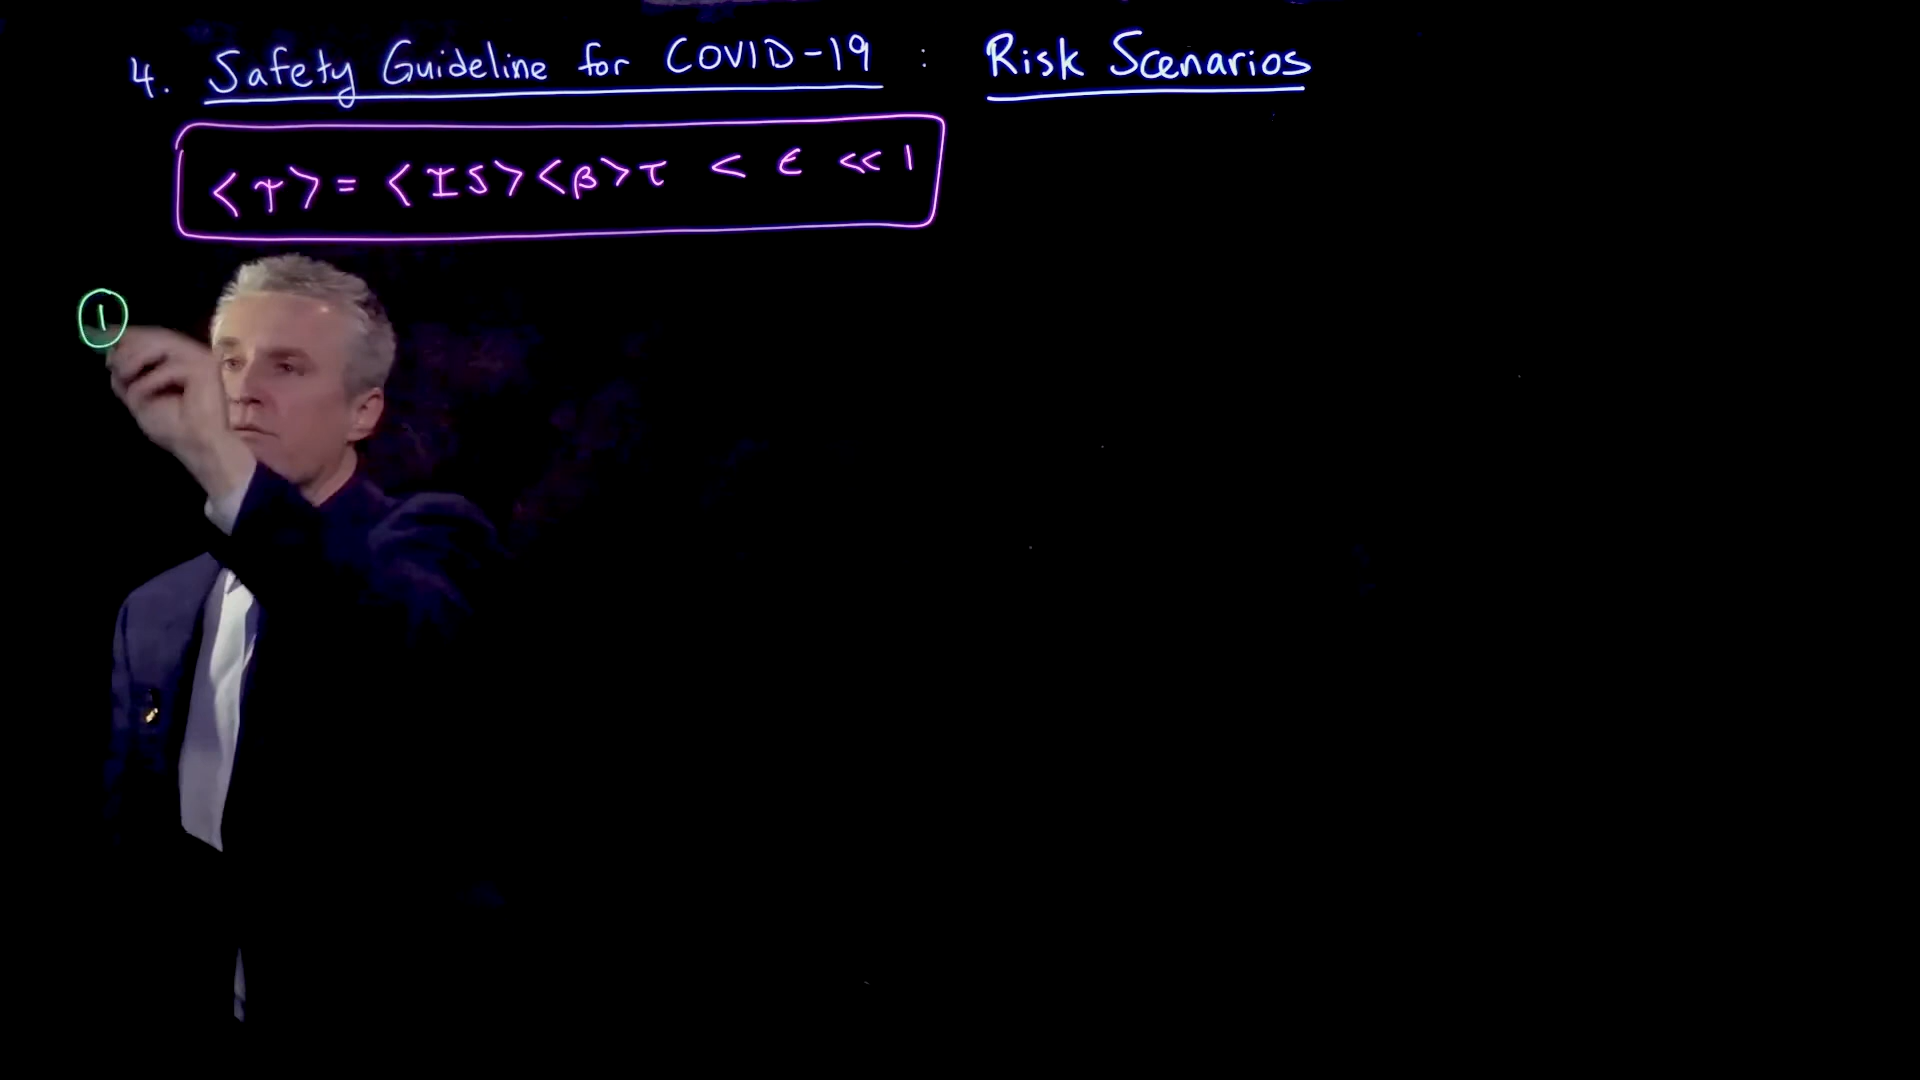 4. Safety Guideline for COVID-19 : Risk Scenarios
<T> = <IS><β>τ < ϵ << 1
1